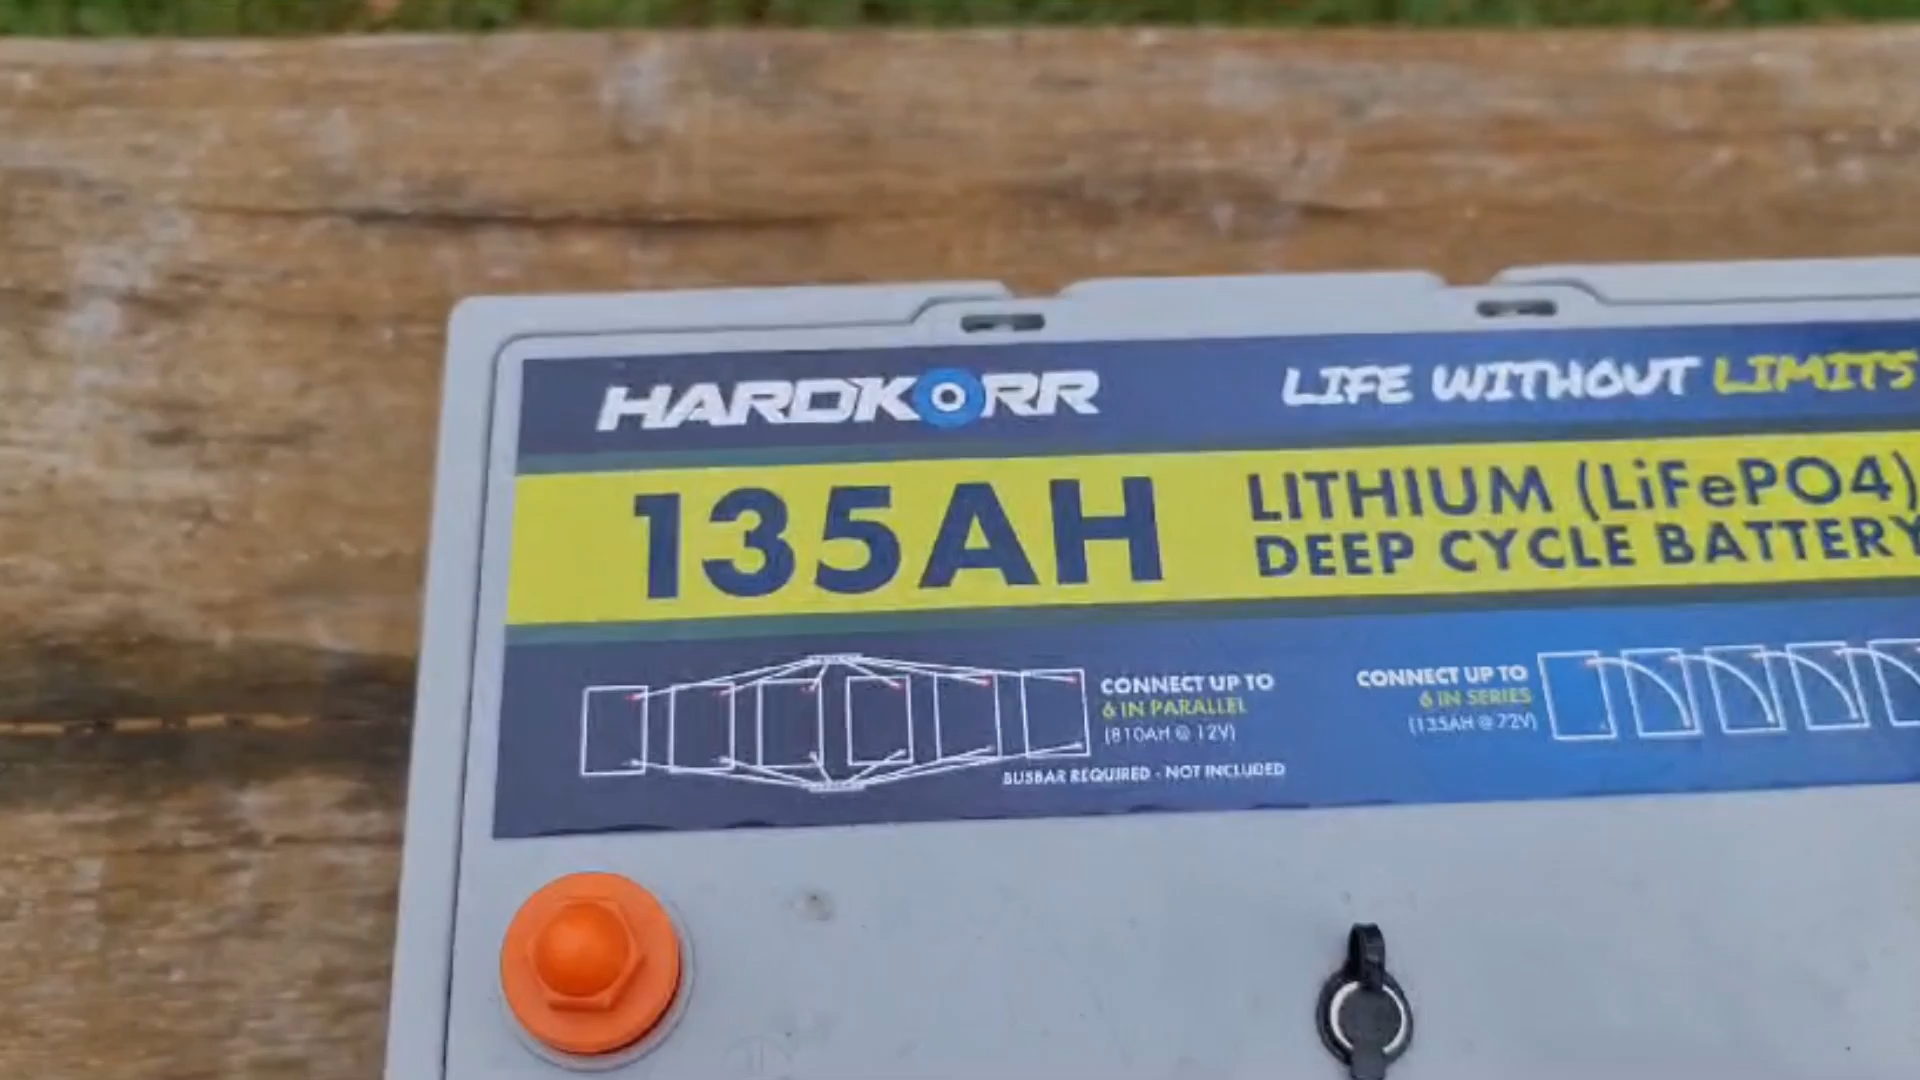 HARDKORR
LIFE WITHOUT LIMITS
135AH
LITHIUM (LiFePO4)
DEEP CYCLE BATTERY
CONNECT UP TO
6 IN PARALLEL
(810AH @ 12V)
BUSBAR REQUIRED - NOT INCLUDED
CONNECT UP TO
6 IN SERIES
(135AH @ 72V)